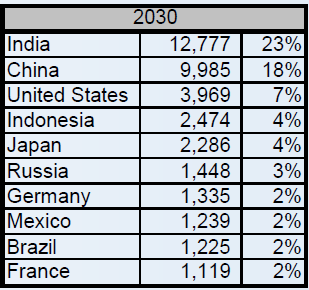 2030
India 12,777 23%
China 9,985 18%
United States 3,969 7%
Indonesia 2,474 4%
Japan 2,286 4%
Russia 1,448 3%
Germany 1,335 2%
Mexico 1,239 2%
Brazil 1,225 2%
France 1,119 2%